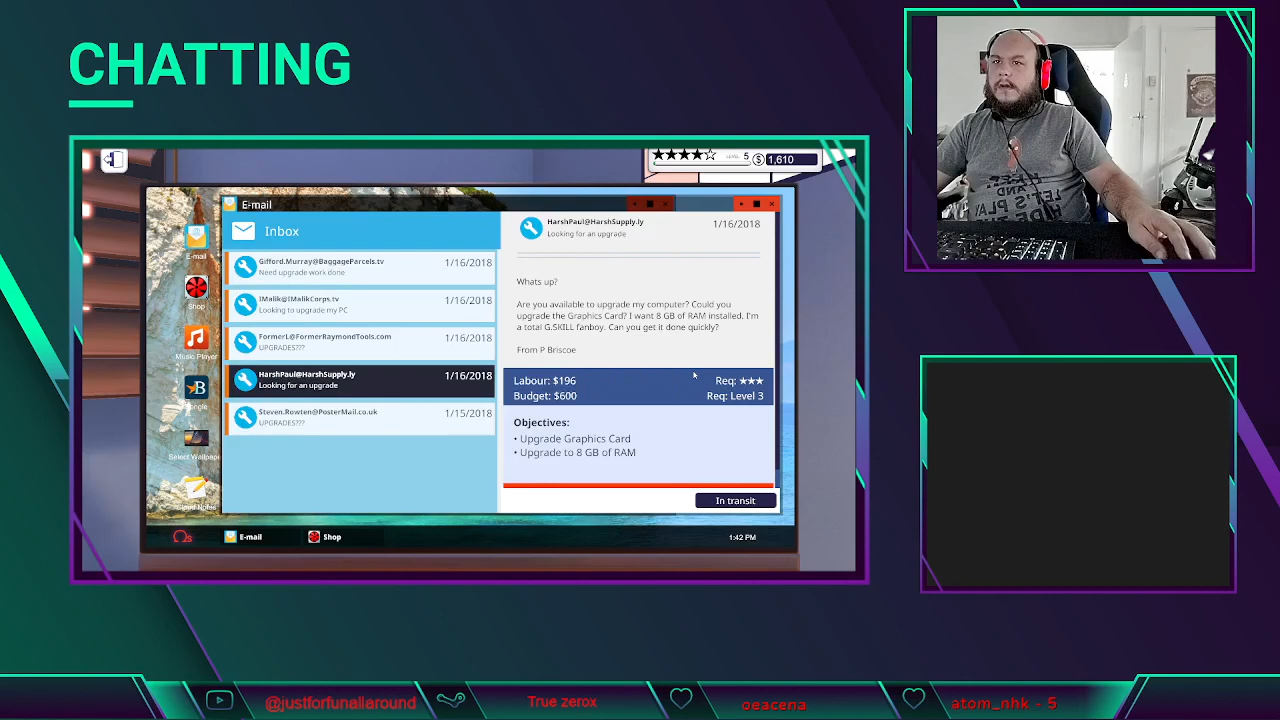 CHATTING
LEVEL 5
$ 1,610
E-mail
Inbox
Gifford.Murray@BaggageParcels.tv
1/16/2018
Need upgrade work done
IMalik@IMalikCorps.tv
1/16/2018
Looking to upgrade my PC
FormerL@FormerRaymondTools.com
1/16/2018
UPGRADES???
HarshPaul@HarshSupply.ly
1/16/2018
Looking for an upgrade
Steven.Rowten@PosterMail.co.uk
1/15/2018
UPGRADES???
E-mail
Shop
Music Player
HarshPaul@HarshSupply.ly
1/16/2018
Looking for an upgrade
Whats up?
Are you available to upgrade my computer? Could you
upgrade the Graphics Card? I want 8 GB of RAM installed. I'm
a total G.SKILL fanboy. Can you get it done quickly?
From P Briscoe
Labour: $196
Req: ★★★
Budget: $600
Req: Level 3
Objectives:
• Upgrade Graphics Card
• Upgrade to 8 GB of RAM
In transit
E-mail
Shop
1:42 PM
@justforfunallaround
True zerox
oeacena
atom_nhk - 5